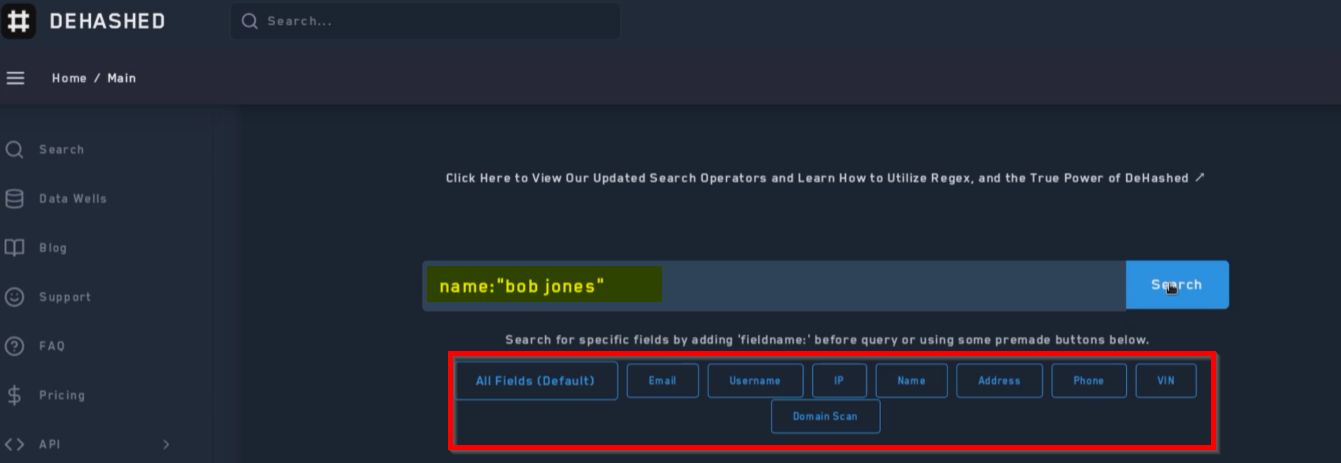 DEHASHED
Search...
Home / Main
Search
Data Wells
Blog
Support
FAQ
Pricing
API
Click Here to View Our Updated Search Operators and Learn How to Utilize Regex, and the True Power of DeHashed
name:"bob jones"
Search
Search for specific fields by adding 'fieldname:' before query or using some premade buttons below.
All Fields (Default) Email Username IP Name Address Phone VIN
Domain Scan